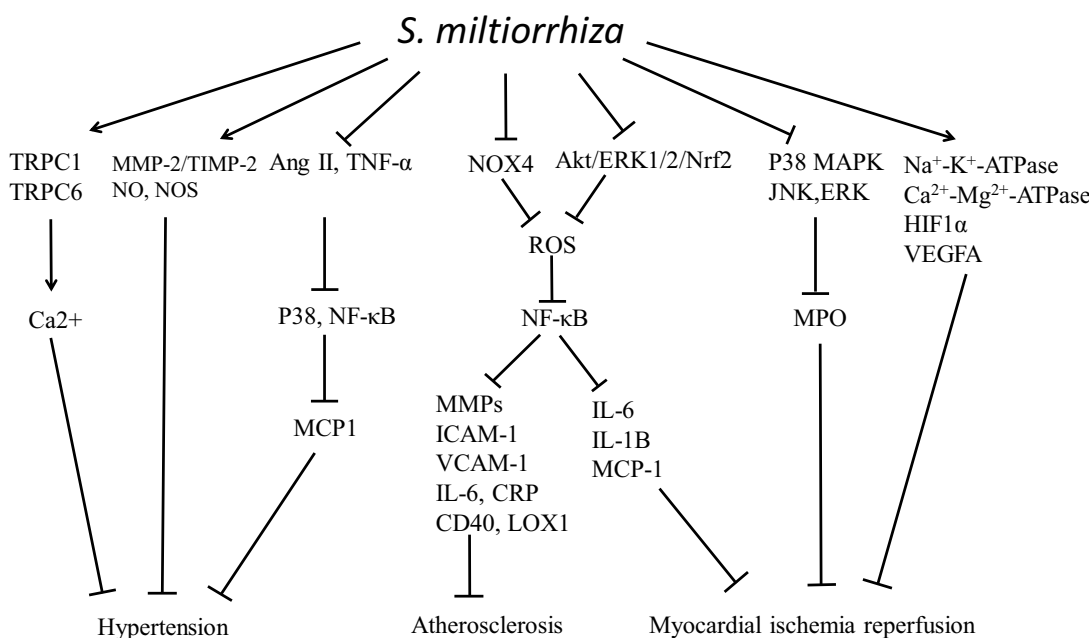 S. miltiorrhiza
TRPC1
TRPC6
MMP-2/TIMP-2
NO, NOS
Ang II, TNF-α
NOX4
Akt/ERK1/2/Nrf2
P38 MAPK
JNK,ERK
Na⁺-K⁺-ATPase
Ca²⁺-Mg²⁺-ATPase
HIF1α
VEGFA
ROS
Ca2+
P38, NF-κB
NF-κB
MPO
MCP1
MMPs
ICAM-1
VCAM-1
IL-6, CRP
CD40, LOX1
IL-6
IL-1B
MCP-1
Hypertension
Atherosclerosis
Myocardial ischemia reperfusion